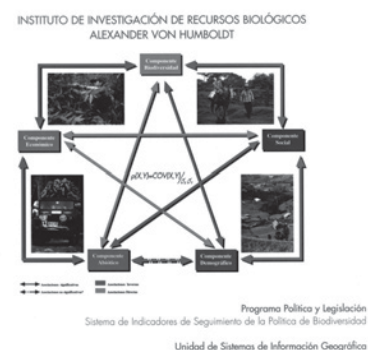 INSTITUTO DE INVESTIGACIÓN DE RECURSOS BIOLÓGICOS
ALEXANDER VON HUMBOLDT
Componente
Biodiversidad
Componente
Económico
Componente
Social
ρ(X,Y)=COV(X,Y)/
Componente
Abiótico
Componente
Demográfico
Programa Política y Legislación
Sistema de Indicadores de Seguimiento de la Política de Biodiversidad
Unidad de Sistemas de Información Geográfica